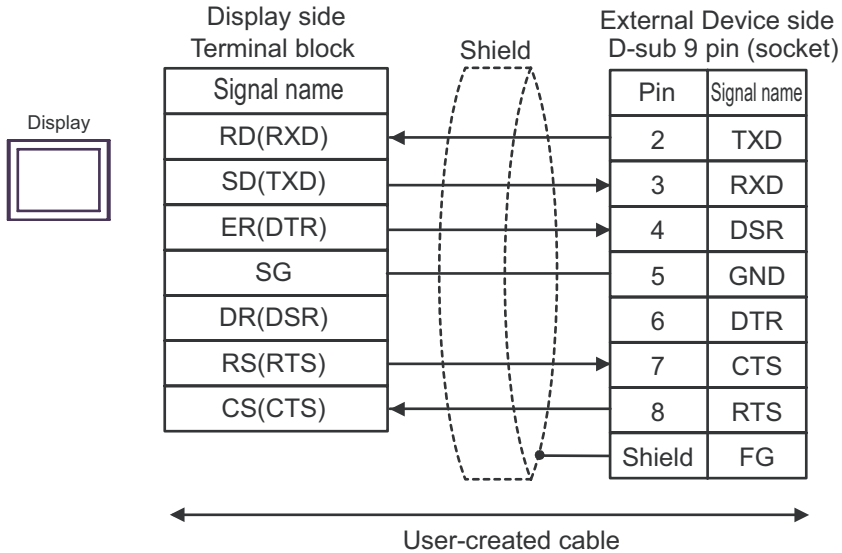 Display side
Terminal block
Shield
External Device side
D-sub 9 pin (socket)
Display
Signal name
Pin Signal name
RD(RXD) 2 TXD
SD(TXD) 3 RXD
ER(DTR) 4 DSR
SG 5 GND
DR(DSR) 6 DTR
RS(RTS) 7 CTS
CS(CTS) 8 RTS
Shield FG
User-created cable